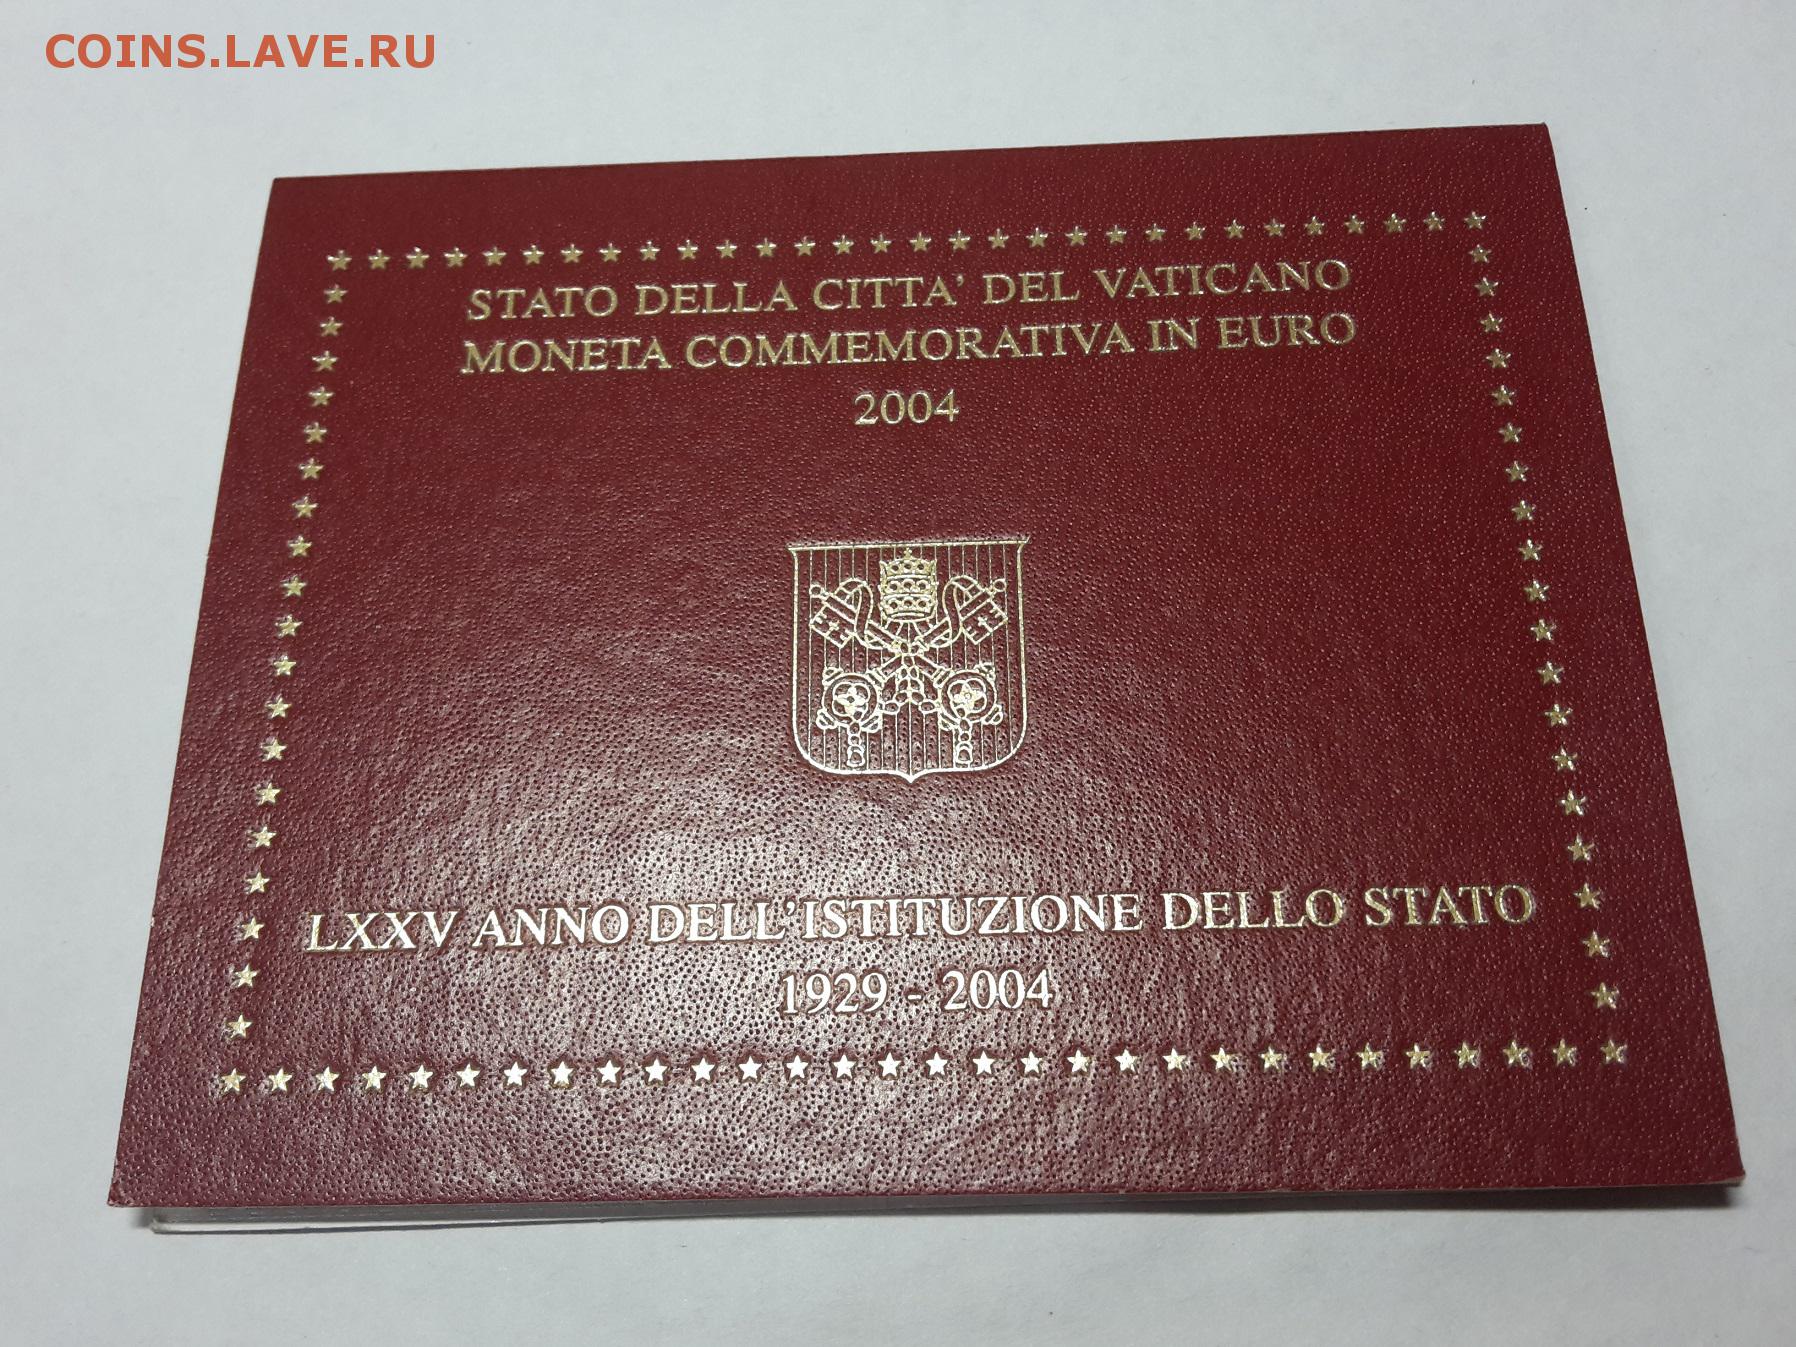 COINS.LAVE.RU
STATO DELLA CITTA' DEL VATICANO
MONETA COMMEMORATIVA IN EURO
2004
LXXV ANNO DELL'ISTITUZIONE DELLO STATO
1929 - 2004